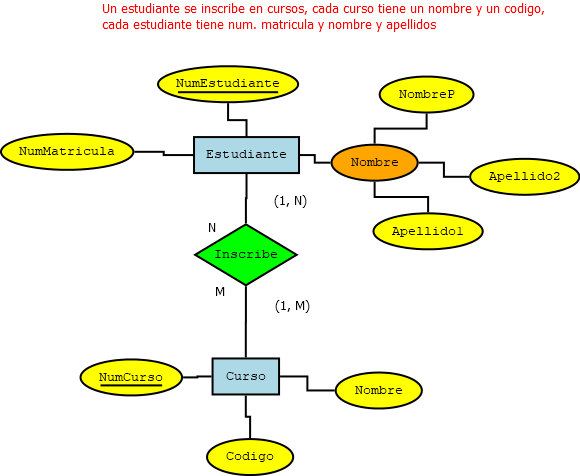 Un estudiante se inscribe en cursos, cada curso tiene un nombre y un codigo,
cada estudiante tiene num. matricula y nombre y apellidos
NumEstudiante
NombreP
NumMatricula
Estudiante
Nombre
Apellido2
(1, N)
Apellido1
N
Inscribe
M
(1, M)
NumCurso
Curso
Nombre
Codigo